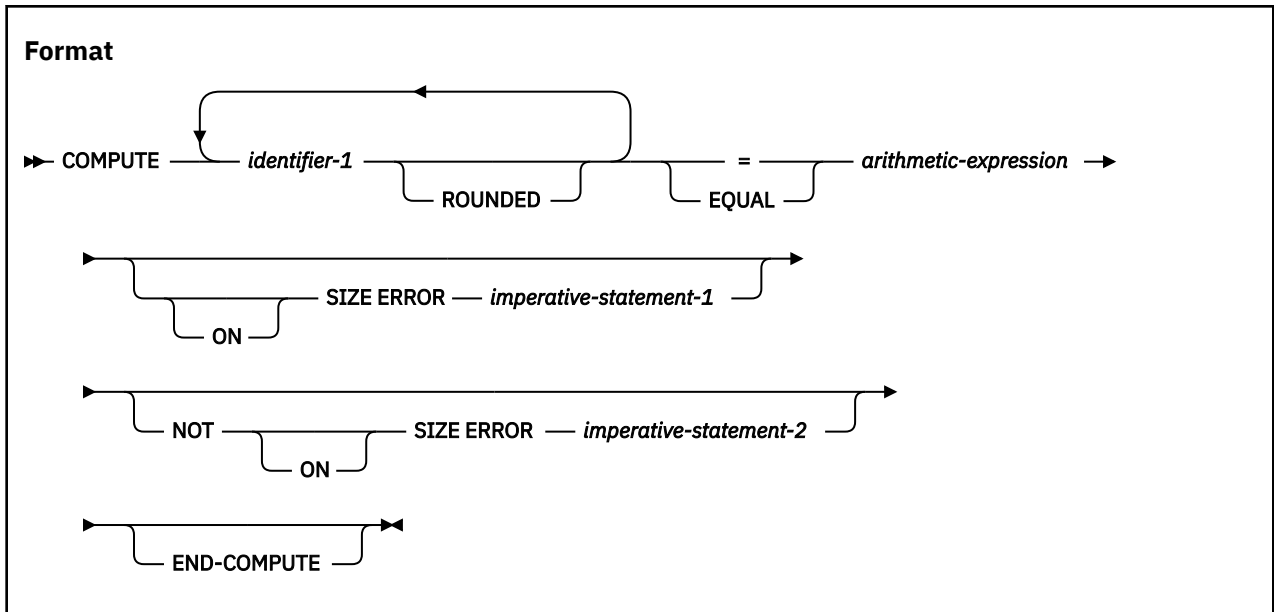 Format
COMPUTE identifier-1 = arithmetic-expression
ROUNDED EQUAL
SIZE ERROR imperative-statement-1
ON
NOT SIZE ERROR imperative-statement-2
ON
END-COMPUTE